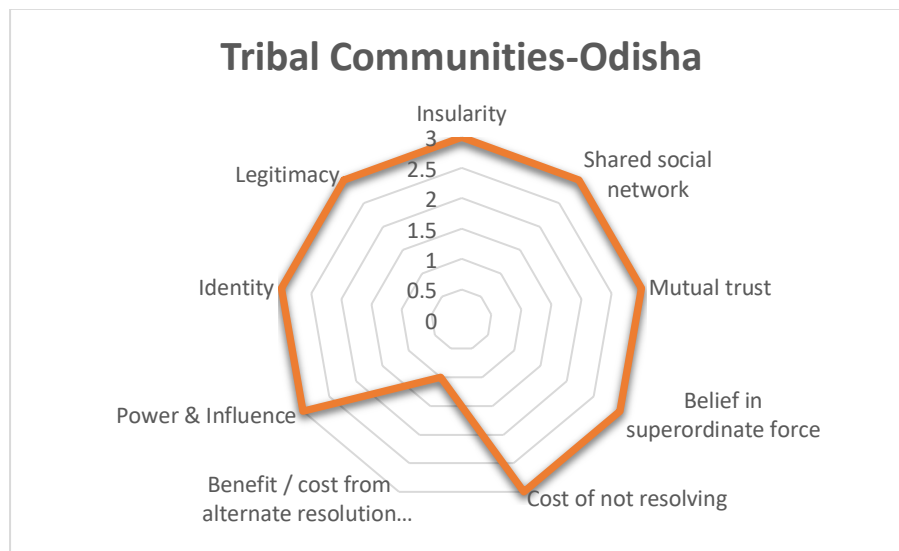 Tribal Communities-Odisha
Insularity
Shared social
network
Mutual trust
Belief in
superordinate force
Cost of not resolving
Benefit / cost from
alternate resolution...
Power & Influence
Identity
Legitimacy
3
2.5
2
1.5
1
0.5
0